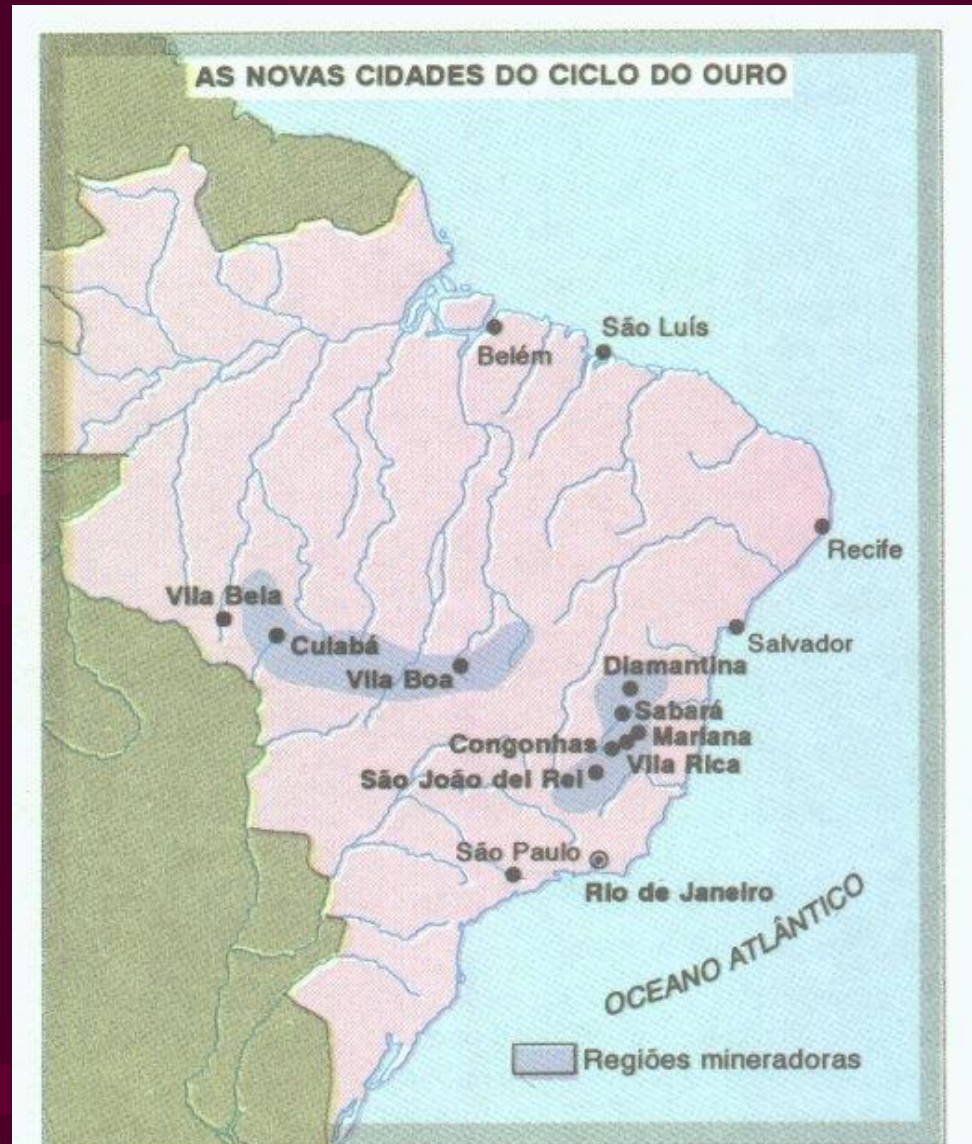 AS NOVAS CIDADES DO CICLO DO OURO
São Luís
Belém
Recife
Vila Bela
Salvador
Cuiabá
Diamantina
Vila Boa
Sabará
Mariana
Congonhas
Vila Rica
São João del Rei
São Paulo
Rio de Janeiro
OCEANO ATLÂNTICO
Regiões mineradoras